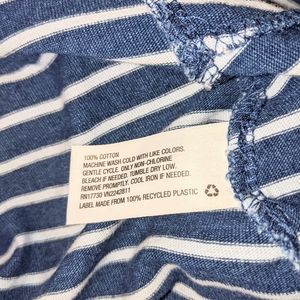 100% COTTON
MACHINE WASH COLD WITH LIKE COLORS.
GENTLE CYCLE. ONLY NON-CHLORINE
BLEACH IF NEEDED. TUMBLE DRY LOW.
REMOVE PROMPTLY. COOL IRON IF NEEDED.
RN17730 VN2242811
LABEL MADE FROM 100% RECYCLED PLASTIC